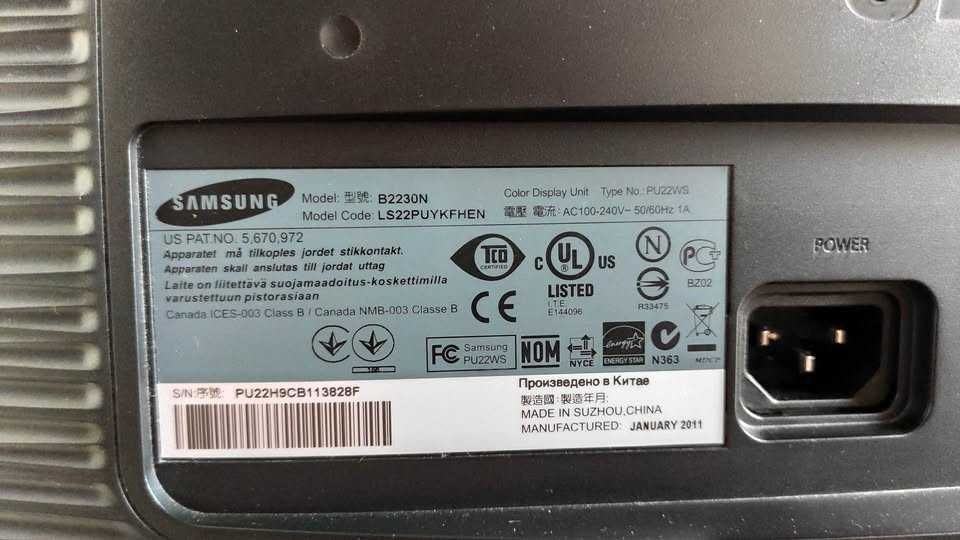 SAMSUNG
Model: 型號: B2230N
Model Code: LS22PUYKFHEN
Color Display Unit Type No.: PU22WS
電壓 電流: AC100-240V~ 50/60Hz 1A
US PAT.NO. 5,670,972
Apparatet må tilkoples jordet stikkontakt.
Apparaten skall anslutas till jordat uttag
Laite on liitettävä suojamaadoitus-koskettimilla
varustettuun pistorasiaan
Canada ICES-003 Class B / Canada NMB-003 Classe B
TCO
CERTIFIED
C UL US
LISTED
I.T.E.
E144096
CE
N
R33475
PC
BZ02
FC Samsung
PU22WS
NOM
NYCE
energy
ENERGY STAR
N363
S/N:序號: PU22H9CB113828F
Произведено в Китае
製造國: 製造年月:
MADE IN SUZHOU,CHINA
MANUFACTURED: JANUARY 2011
POWER